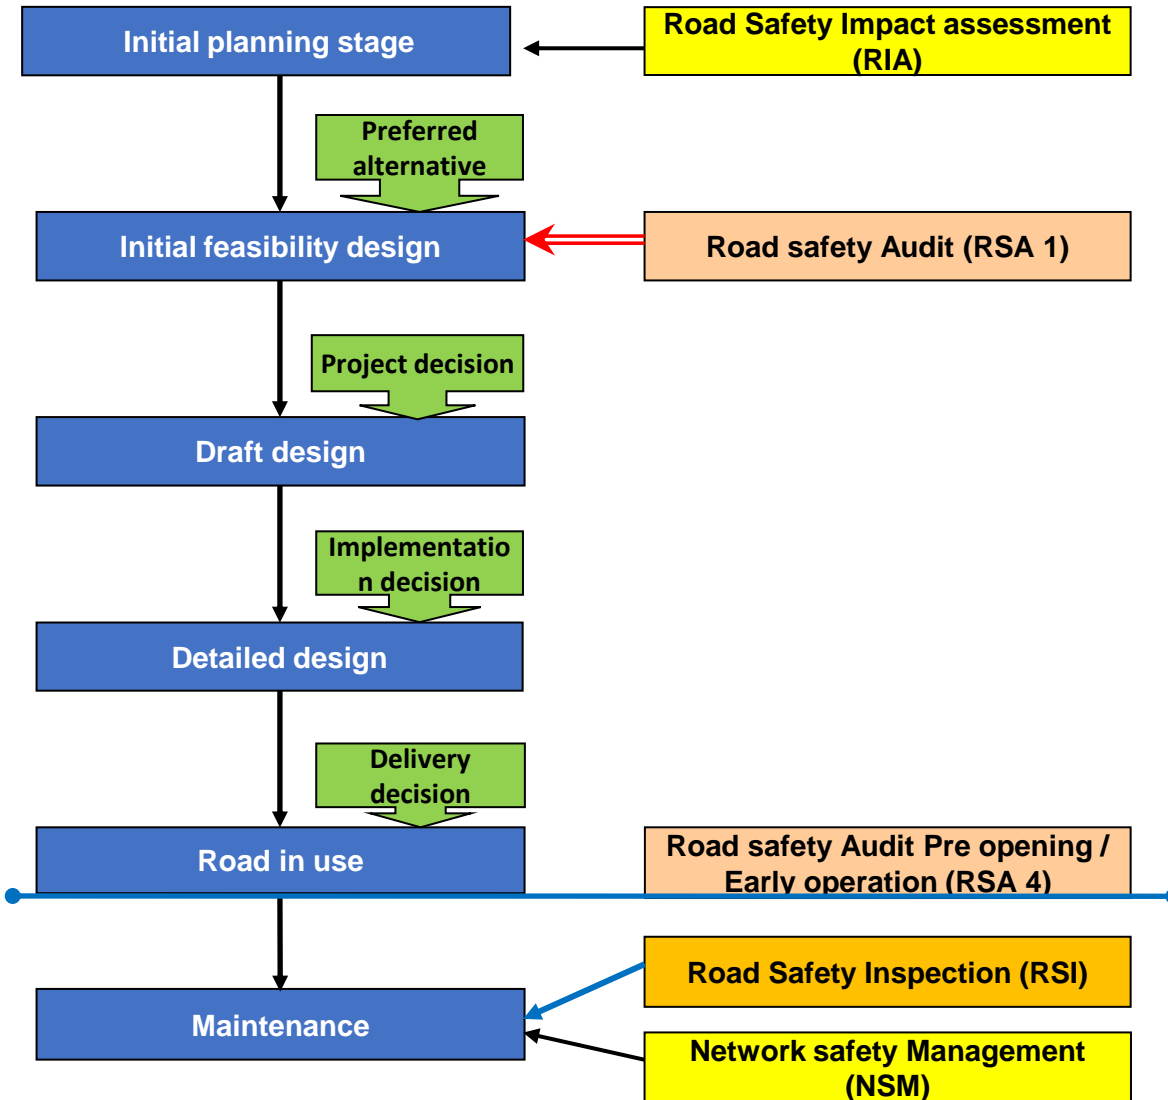 Initial planning stage
Road Safety Impact assessment
(RIA)
Preferred
alternative
Initial feasibility design
Road safety Audit (RSA 1)
Project decision
Draft design
Implementatio
n decision
Detailed design
Delivery
decision
Road in use
Road safety Audit Pre opening /
Early operation (RSA 4)
Road Safety Inspection (RSI)
Maintenance
Network safety Management
(NSM)